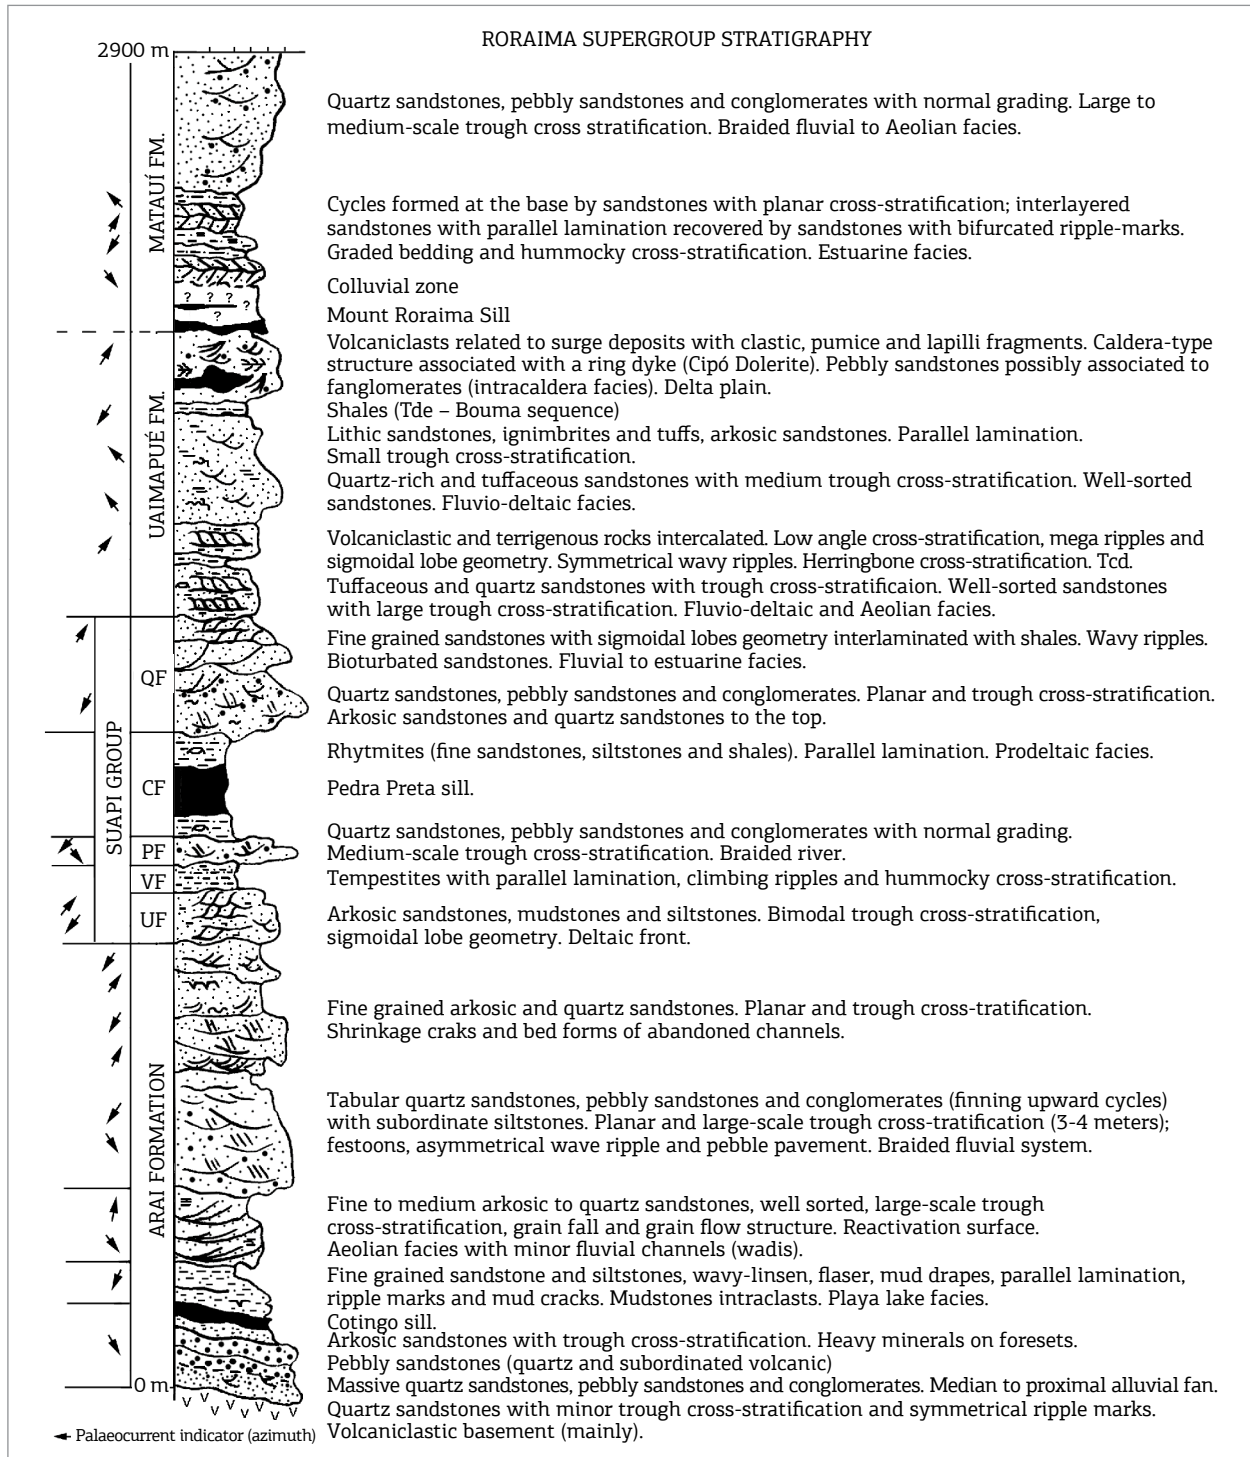 RORAIMA SUPERGROUP STRATIGRAPHY
2900 m
MATAUÍ FM.
Quartz sandstones, pebbly sandstones and conglomerates with normal grading. Large to
medium-scale trough cross stratification. Braided fluvial to Aeolian facies.
Cycles formed at the base by sandstones with planar cross-stratification; interlayered
sandstones with parallel lamination recovered by sandstones with bifurcated ripple-marks.
Graded bedding and hummocky cross-stratification. Estuarine facies.
? ? ? ?
?
Colluvial zone
Mount Roraima Sill
UAIMAPUÉ FM.
Volcaniclasts related to surge deposits with clastic, pumice and lapilli fragments. Caldera-type
structure associated with a ring dyke (Cipó Dolerite). Pebbly sandstones possibly associated to
fanglomerates (intracaldera facies). Delta plain.
Shales (Tde – Bouma sequence)
Lithic sandstones, ignimbrites and tuffs, arkosic sandstones. Parallel lamination.
Small trough cross-stratification.
Quartz-rich and tuffaceous sandstones with medium trough cross-stratification. Well-sorted
sandstones. Fluvio-deltaic facies.
Volcaniclastic and terrigenous rocks intercalated. Low angle cross-stratification, mega ripples and
sigmoidal lobe geometry. Symmetrical wavy ripples. Herringbone cross-stratification. Tcd.
Tuffaceous and quartz sandstones with trough cross-stratificaion. Well-sorted sandstones
with large trough cross-stratification. Fluvio-deltaic and Aeolian facies.
SUAPI GROUP
QF
Fine grained sandstones with sigmoidal lobes geometry interlaminated with shales. Wavy ripples.
Bioturbated sandstones. Fluvial to estuarine facies.
Quartz sandstones, pebbly sandstones and conglomerates. Planar and trough cross-stratification.
Arkosic sandstones and quartz sandstones to the top.
CF
Rhytmites (fine sandstones, siltstones and shales). Parallel lamination. Prodeltaic facies.
Pedra Preta sill.
PF
Quartz sandstones, pebbly sandstones and conglomerates with normal grading.
Medium-scale trough cross-stratification. Braided river.
VF
Tempestites with parallel lamination, climbing ripples and hummocky cross-stratification.
UF
Arkosic sandstones, mudstones and siltstones. Bimodal trough cross-stratification,
sigmoidal lobe geometry. Deltaic front.
ARAI FORMATION
Fine grained arkosic and quartz sandstones. Planar and trough cross-tratification.
Shrinkage craks and bed forms of abandoned channels.
Tabular quartz sandstones, pebbly sandstones and conglomerates (finning upward cycles)
with subordinate siltstones. Planar and large-scale trough cross-tratification (3-4 meters);
festoons, asymmetrical wave ripple and pebble pavement. Braided fluvial system.
Fine to medium arkosic to quartz sandstones, well sorted, large-scale trough
cross-stratification, grain fall and grain flow structure. Reactivation surface.
Aeolian facies with minor fluvial channels (wadis).
Fine grained sandstone and siltstones, wavy-linsen, flaser, mud drapes, parallel lamination,
ripple marks and mud cracks. Mudstones intraclasts. Playa lake facies.
Cotingo sill.
Arkosic sandstones with trough cross-stratification. Heavy minerals on foresets.
Pebbly sandstones (quartz and subordinated volcanic)
0 m
Massive quartz sandstones, pebbly sandstones and conglomerates. Median to proximal alluvial fan.
Quartz sandstones with minor trough cross-stratification and symmetrical ripple marks.
Volcaniclastic basement (mainly).
Palaeocurrent indicator (azimuth)